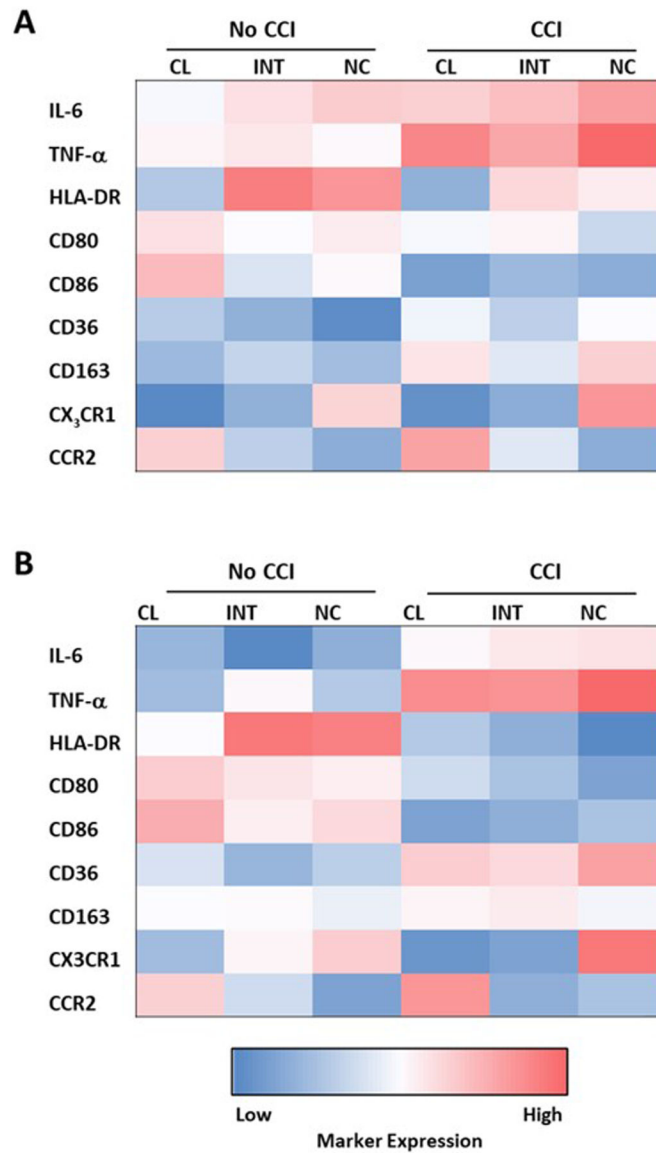 A
No CCI CCI
CL INT NC CL INT NC
IL-6
TNF-α
HLA-DR
CD80
CD86
CD36
CD163
CX₃CR1
CCR2
B
No CCI CCI
CL INT NC CL INT NC
IL-6
TNF-α
HLA-DR
CD80
CD86
CD36
CD163
CX3CR1
CCR2
Low High
Marker Expression